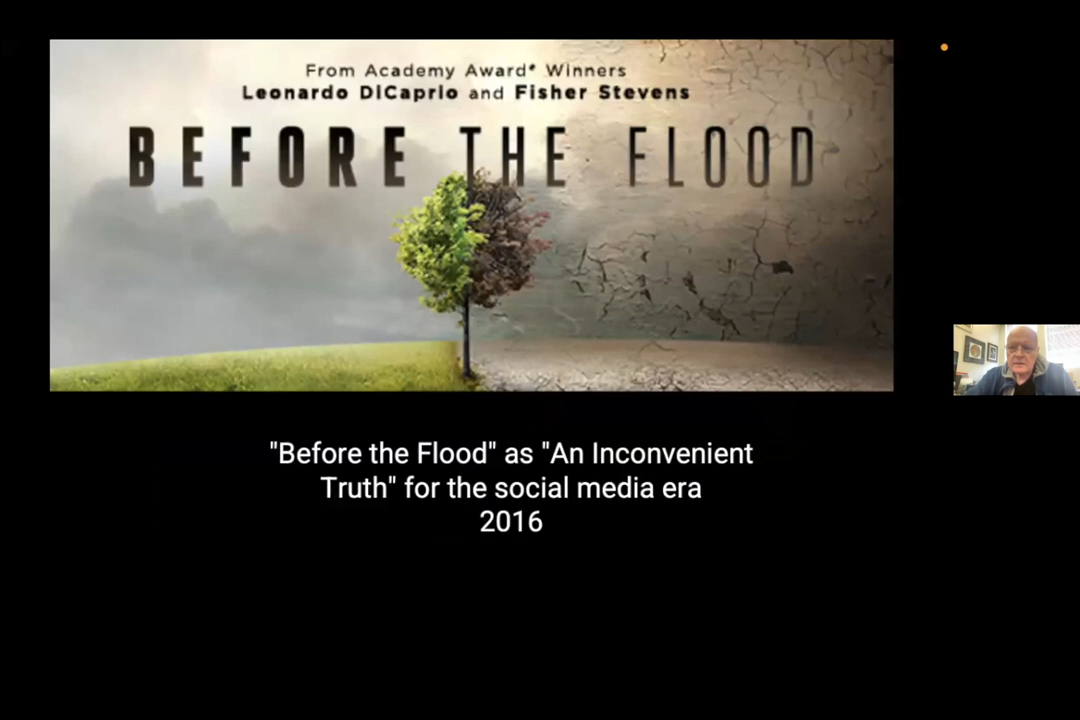 From Academy Award* Winners
Leonardo DiCaprio and Fisher Stevens
BEFORE THE FLOOD
"Before the Flood" as "An Inconvenient
Truth" for the social media era
2016